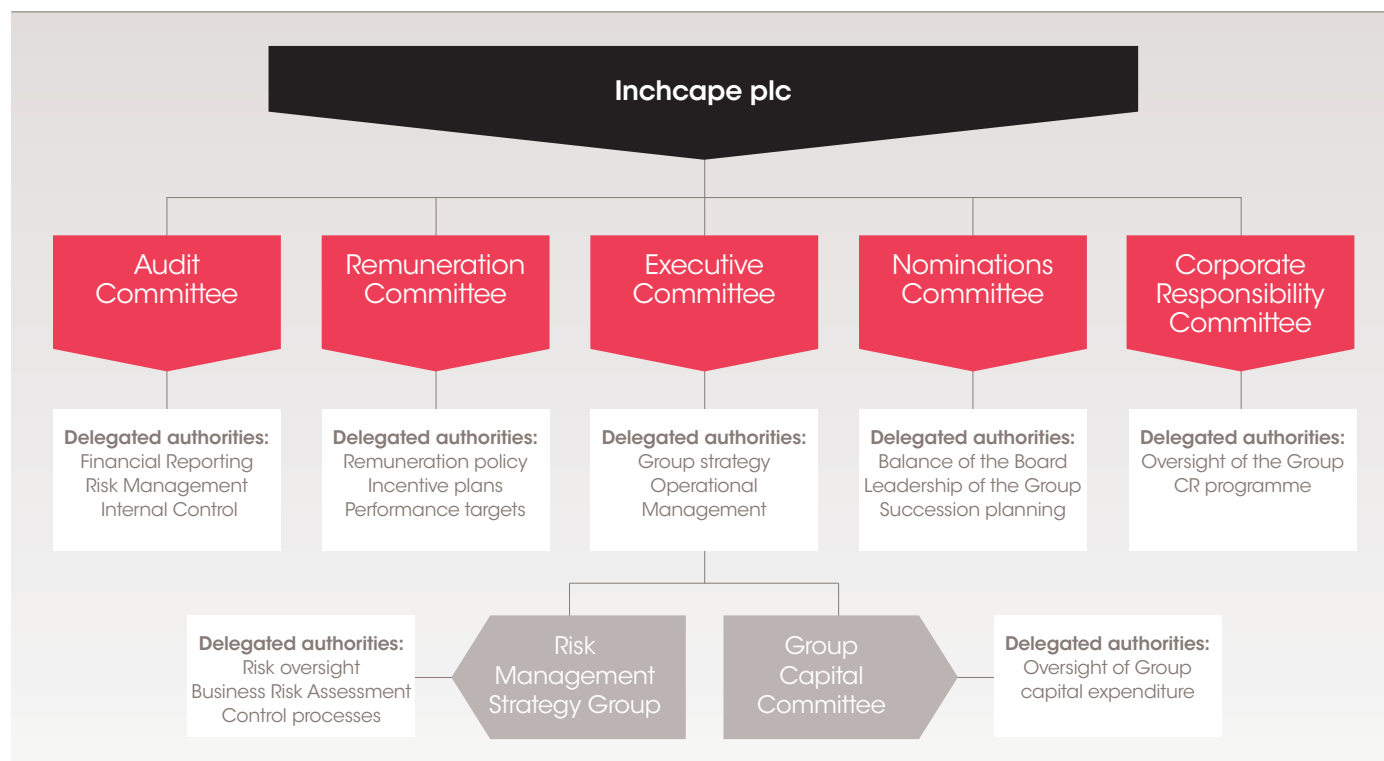 Inchcape plc
Audit
Committee
Remuneration
Committee
Executive
Committee
Nominations
Committee
Corporate
Responsibility
Committee
Delegated authorities:
Financial Reporting
Risk Management
Internal Control
Delegated authorities:
Remuneration policy
Incentive plans
Performance targets
Delegated authorities:
Group strategy
Operational
Management
Delegated authorities:
Balance of the Board
Leadership of the Group
Succession planning
Delegated authorities:
Oversight of the Group
CR programme
Delegated authorities:
Risk oversight
Business Risk Assessment
Control processes
Risk
Management
Strategy Group
Group
Capital
Committee
Delegated authorities:
Oversight of Group
capital expenditure